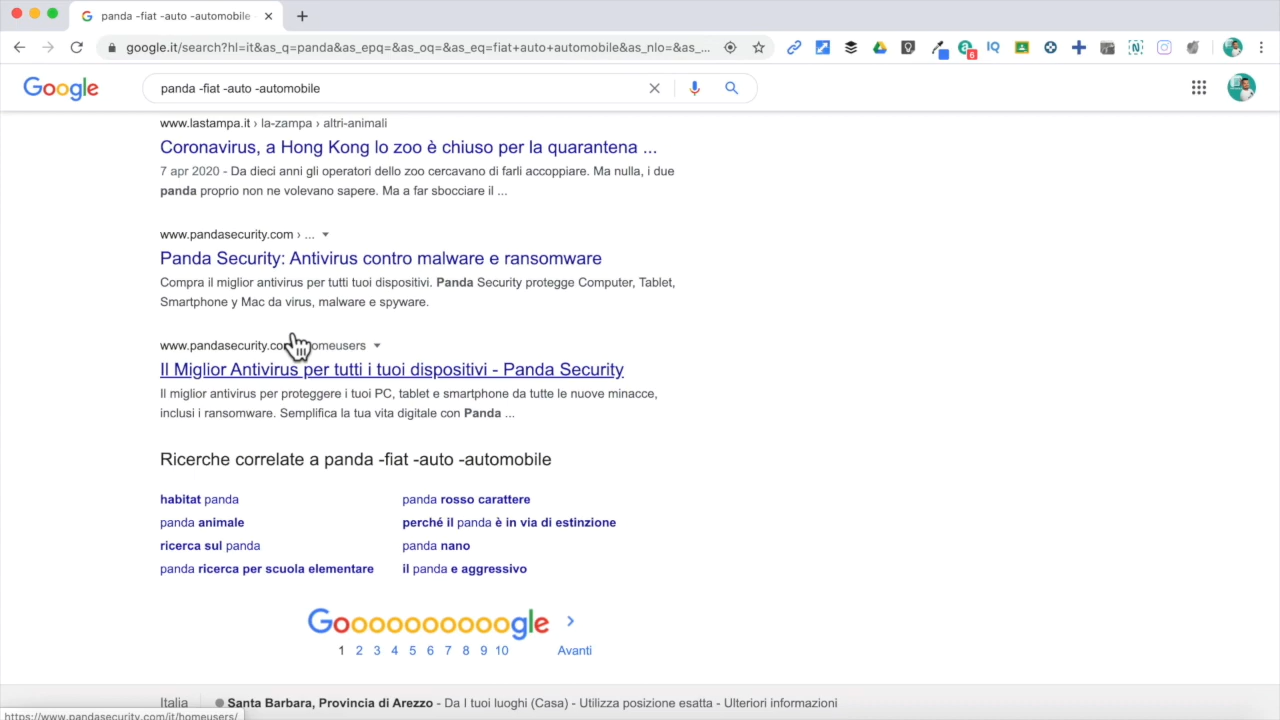 panda -fiat -auto -automobile
google.it/search?hl=it&as_q=panda&as_epq=&as_oq=&as_eq=fiat+auto+automobile&as_nlo=&as_...
IQ
6
Google
panda -fiat -auto -automobile
www.lastampa.it › la-zampa › altri-animali
Coronavirus, a Hong Kong lo zoo è chiuso per la quarantena ...
7 apr 2020 - Da dieci anni gli operatori dello zoo cercavano di farli accoppiare. Ma nulla, i due
panda proprio non ne volevano sapere. Ma a far sbocciare il ...
www.pandasecurity.com › ...
Panda Security: Antivirus contro malware e ransomware
Compra il miglior antivirus per tutti tuoi dispositivi. Panda Security protegge Computer, Tablet,
Smartphone y Mac da virus, malware e spyware.
www.pandasecurity.co omeusers
Il Miglior Antivirus per tutti i tuoi dispositivi - Panda Security
Il miglior antivirus per proteggere i tuoi PC, tablet e smartphone da tutte le nuove minacce,
inclusi i ransomware. Semplifica la tua vita digitale con Panda ...
Ricerche correlate a panda -fiat -auto -automobile
habitat panda
panda rosso carattere
panda animale
perché il panda è in via di estinzione
ricerca sul panda
panda nano
panda ricerca per scuola elementare
il panda e aggressivo
Goooooooooogle >
1 2 3 4 5 6 7 8 9 10 Avanti
Italia Santa Barbara, Provincia di Arezzo - Da I tuoi luoghi (Casa) - Utilizza posizione esatta - Ulteriori informazioni
https://www.pandasecurity.com/it/homeusers/